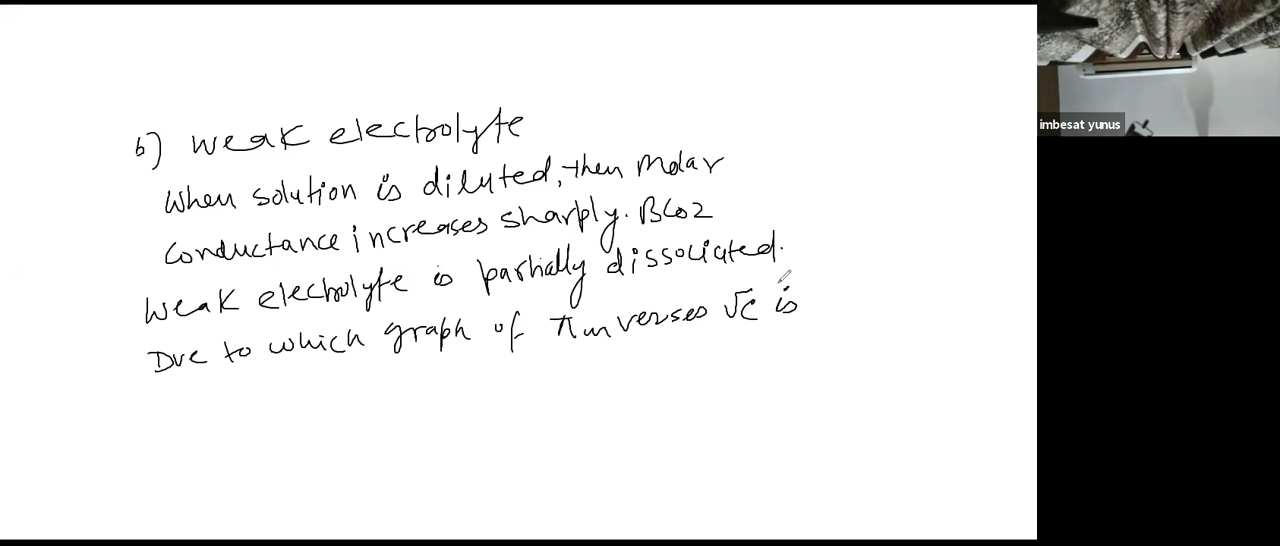 b) weak electrolyte
When solution is diluted, then molar
conductance increases sharply. BCoz
weak electrolyte is partially dissociated.
Due to which graph of πm verses √c is
imbesat yunus